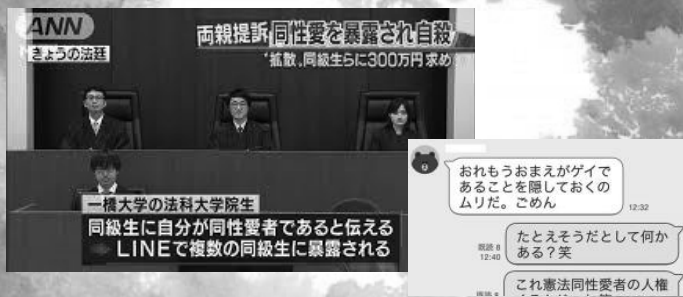 ANN
きょうの法廷
両親提訴 同性愛を暴露され自殺
"拡散„同級生らに300万円求め
一橋大学の法科大学院生
同級生に自分が同性愛者であると伝える
LINEで複数の同級生に暴露される
おれもうおまえがゲイで
あることを隠しておくの
ムリだ。ごめん
12:32
たとえそうだとして何か
ある？笑
既読 8
12:40
これ憲法同性愛者の人権